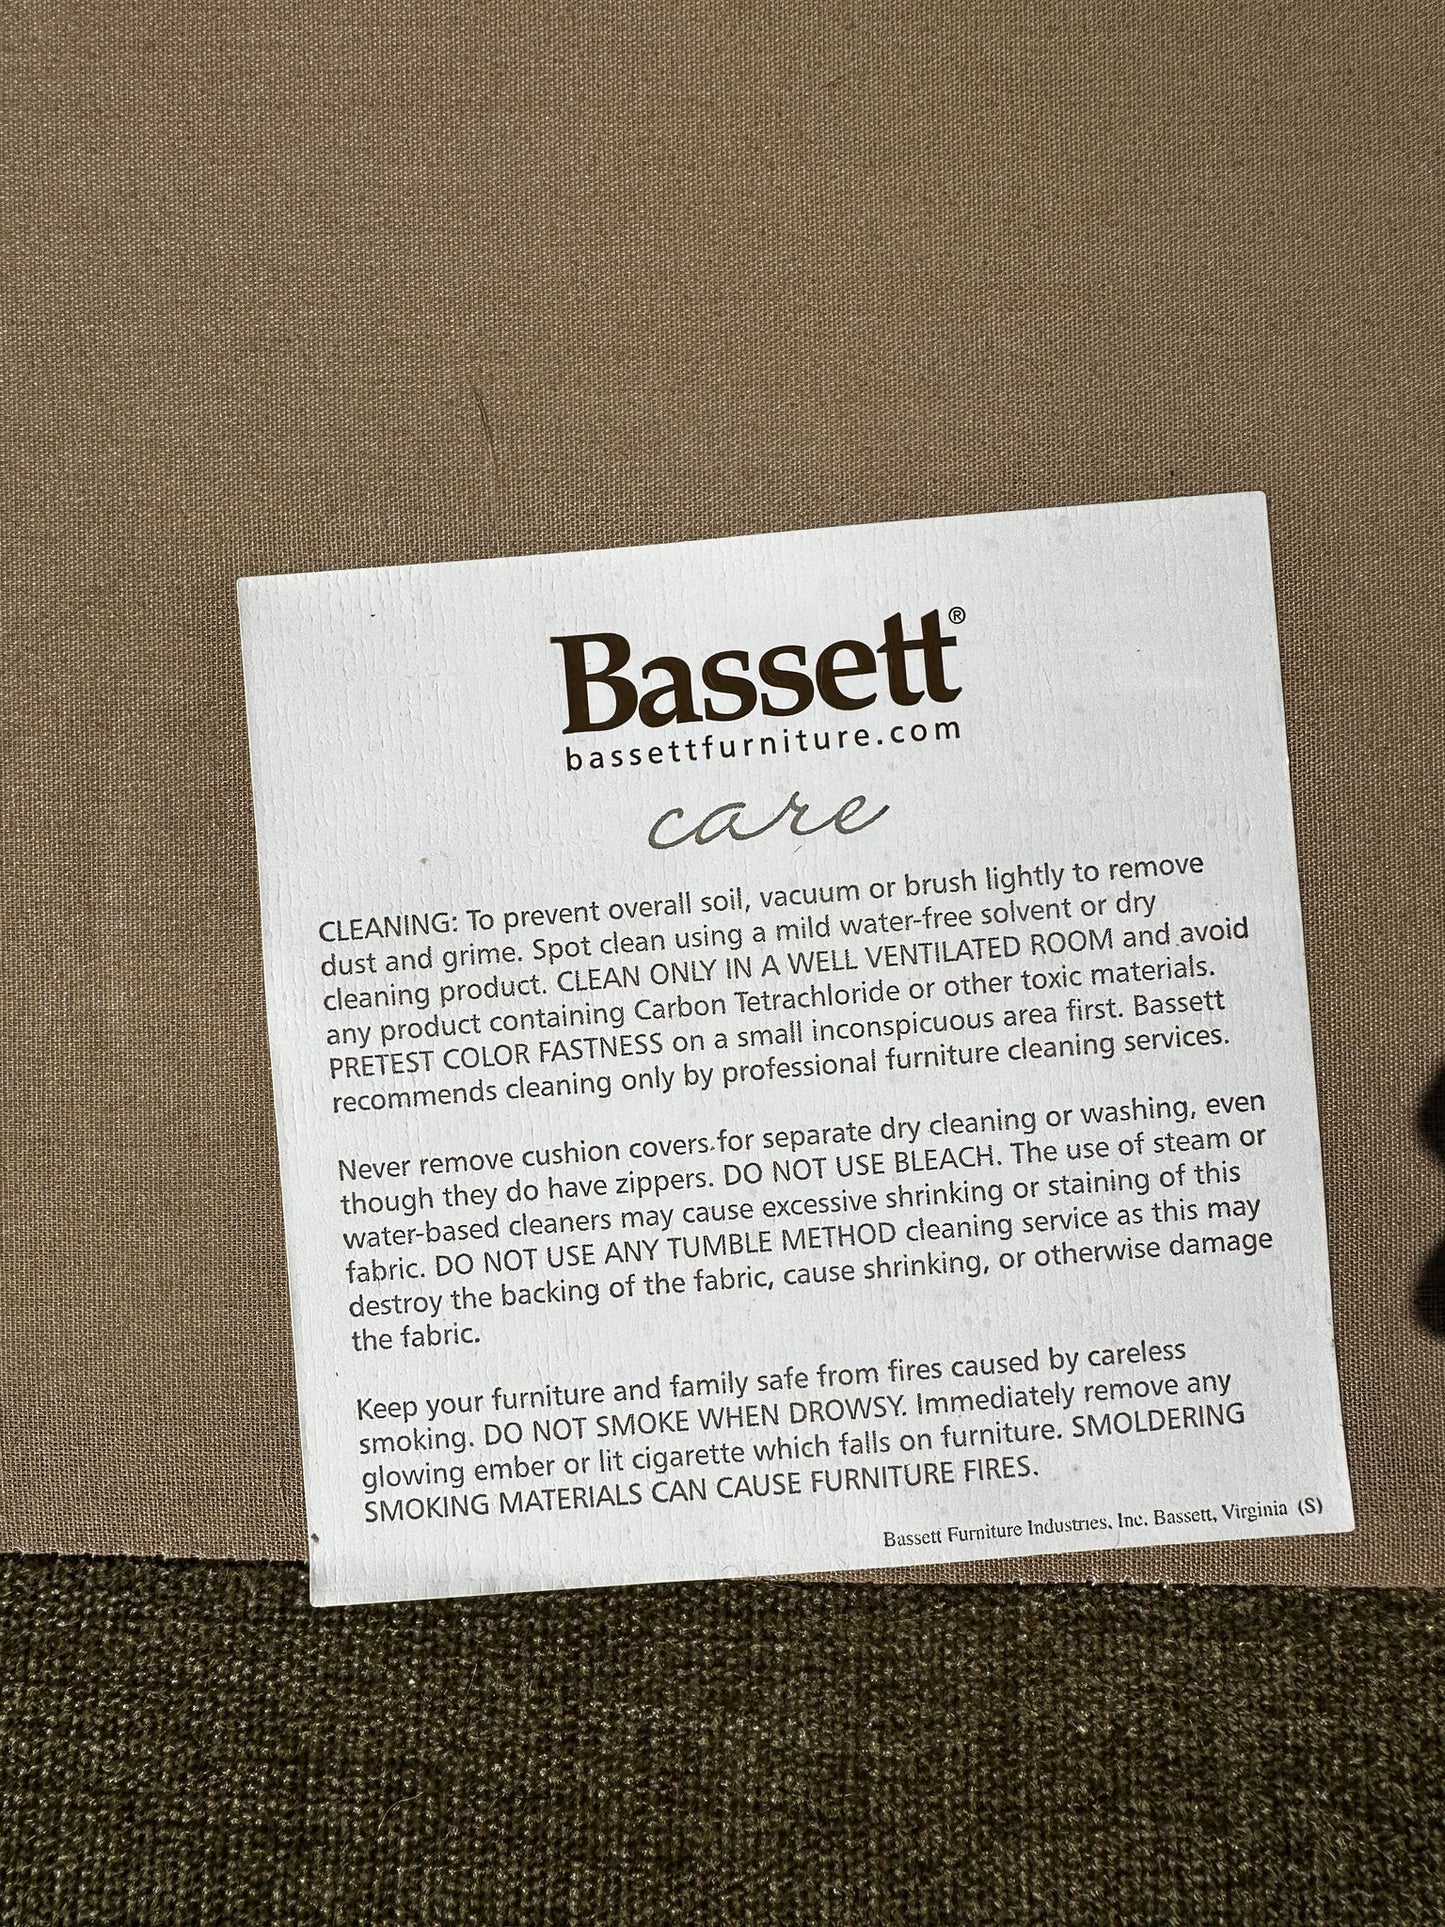 Bassett®
bassettfurniture.com
care
CLEANING: To prevent overall soil, vacuum or brush lightly to remove
dust and grime. Spot clean using a mild water-free solvent or dry
cleaning product. CLEAN ONLY IN A WELL VENTILATED ROOM and avoid
any product containing Carbon Tetrachloride or other toxic materials.
PRETEST COLOR FASTNESS on a small inconspicuous area first. Bassett
recommends cleaning only by professional furniture cleaning services.
Never remove cushion covers for separate dry cleaning or washing, even
though they do have zippers. DO NOT USE BLEACH. The use of steam or
water-based cleaners may cause excessive shrinking or staining of this
fabric. DO NOT USE ANY TUMBLE METHOD cleaning service as this may
destroy the backing of the fabric, cause shrinking, or otherwise damage
the fabric.
Keep your furniture and family safe from fires caused by careless
smoking. DO NOT SMOKE WHEN DROWSY. Immediately remove any
glowing ember or lit cigarette which falls on furniture. SMOLDERING
SMOKING MATERIALS CAN CAUSE FURNITURE FIRES.
Bassett Furniture Industries, Inc. Bassett, Virginia (S)